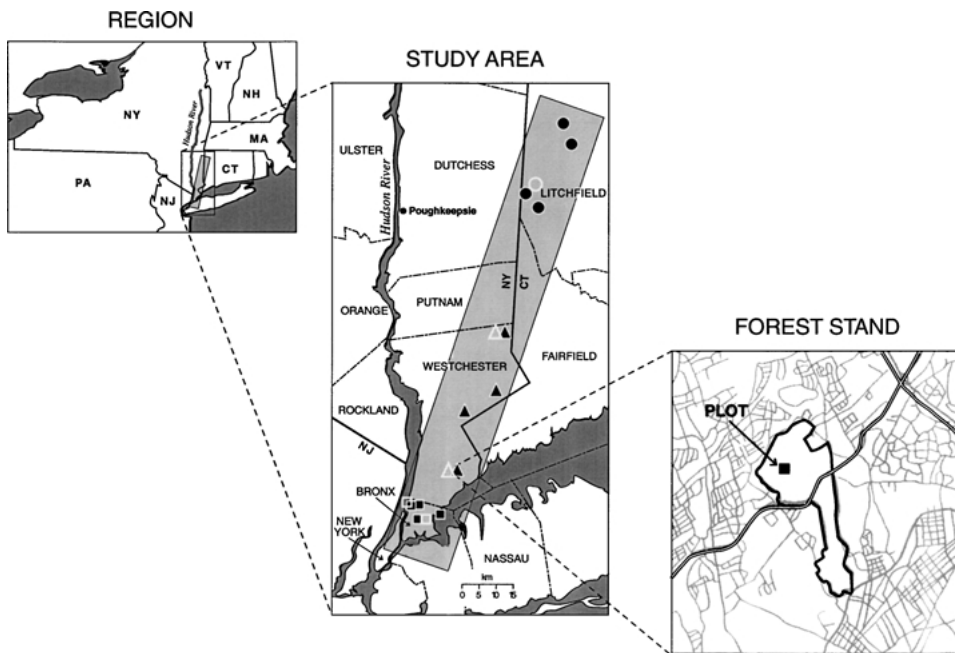 REGION
VT
NH
NY
Hudson River
MA
PA
CT
NJ
STUDY AREA
ULSTER
DUTCHESS
LITCHFIELD
Hudson River
Poughkeepsie
NY
CT
ORANGE
PUTNAM
WESTCHESTER
FAIRFIELD
ROCKLAND
NJ
BRONX
NEW
YORK
NASSAU
km
0 5 10 15
FOREST STAND
PLOT